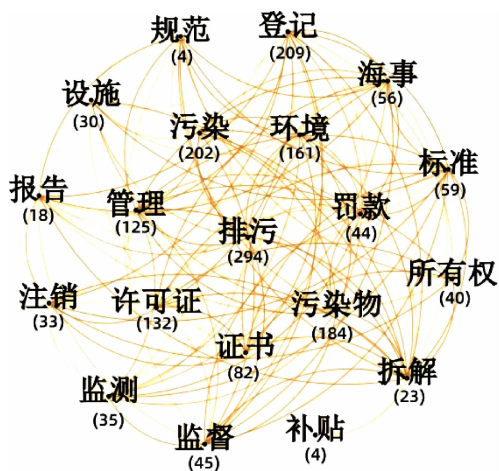 规范
(4)
登记
(209)
海事
(56)
设施
(30)
污染
(202)
环境
(161)
标准
(59)
报告
(18)
管理
(125)
罚款
(44)
排污
(294)
所有权
(40)
注销
(33)
许可证
(132)
污染物
(184)
证书
(82)
拆解
(23)
监测
(35)
监督
(45)
补贴
(4)